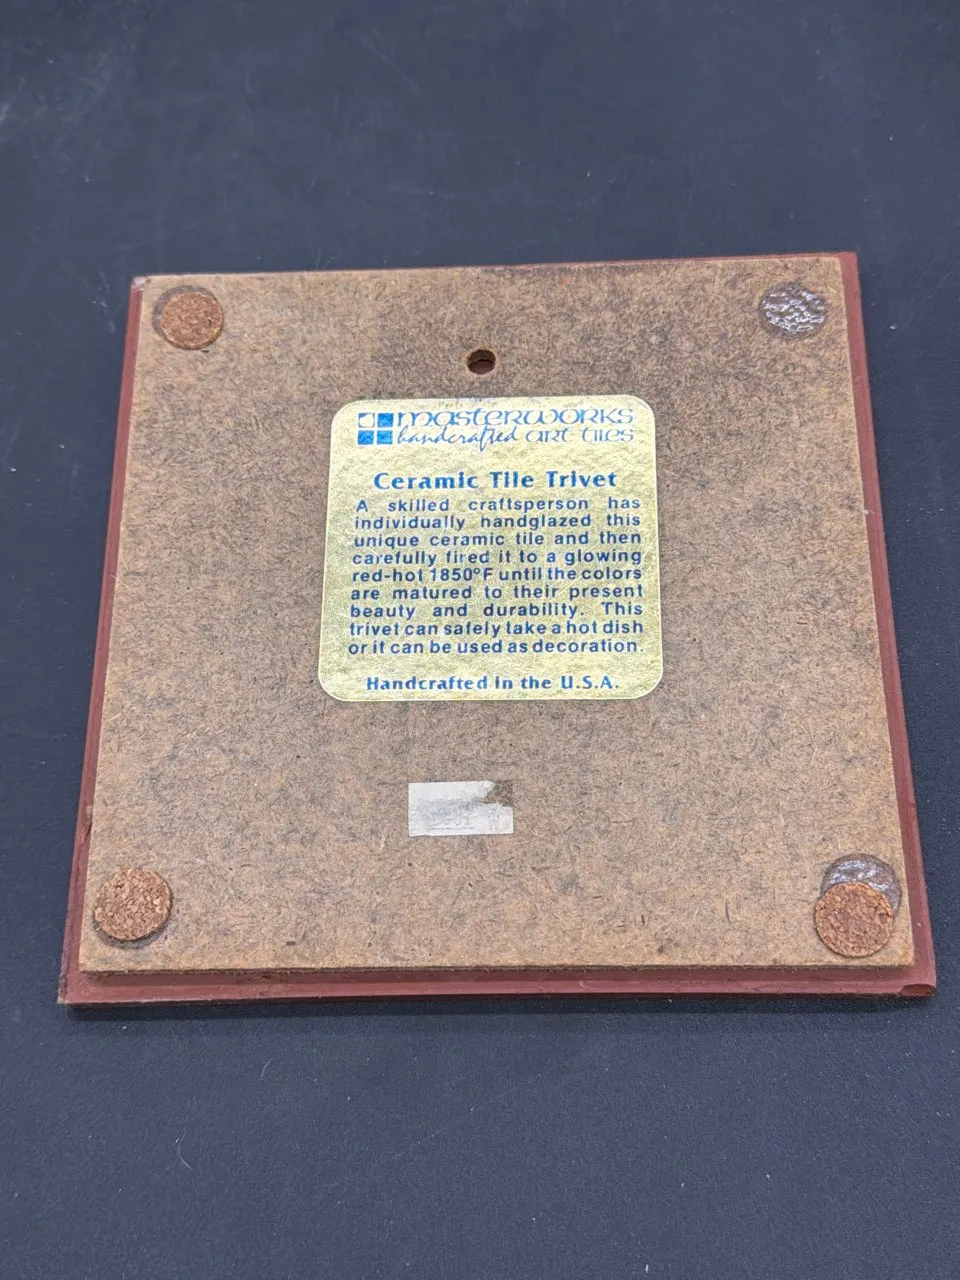 masterworks
handcrafted art tiles
Ceramic Tile Trivet
A skilled craftsperson has
individually handglazed this
unique ceramic tile and then
carefully fired it to a glowing
red-hot 1850°F until the colors
are matured to their present
beauty and durability. This
trivet can safely take a hot dish
or it can be used as decoration.
Handcrafted in the U.S.A.